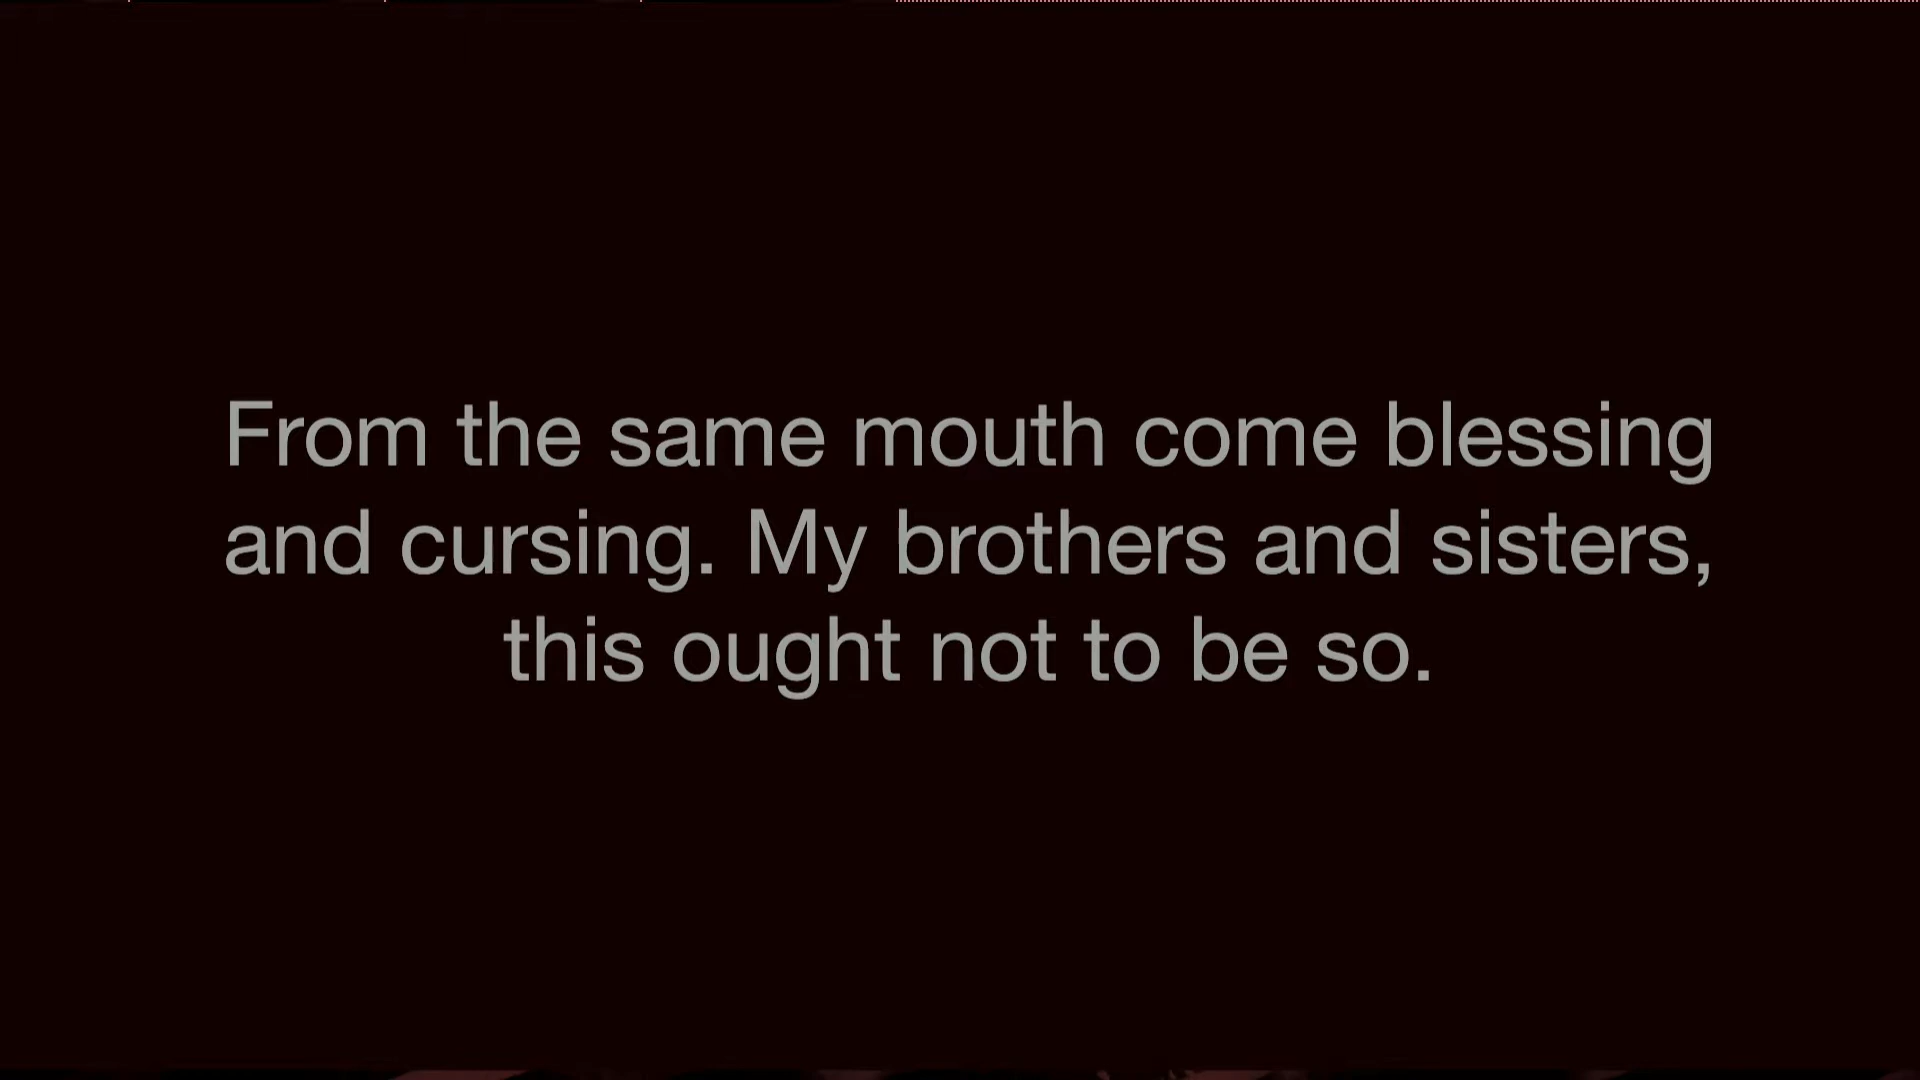 From the same mouth come blessing
and cursing. My brothers and sisters,
this ought not to be so.